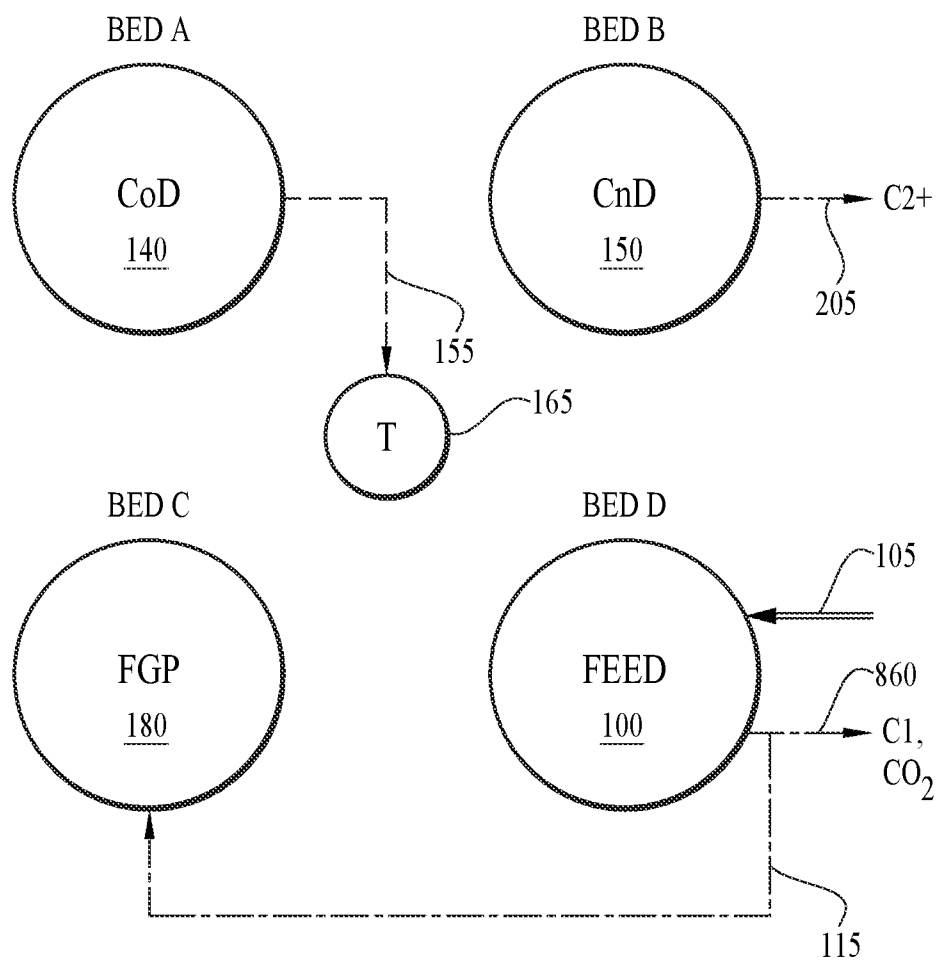 BED A
BED B
CoD
140
CnD
150
C2+
205
155
T
165
BED C
BED D
FGP
180
FEED
100
105
860
C1,
CO2
115